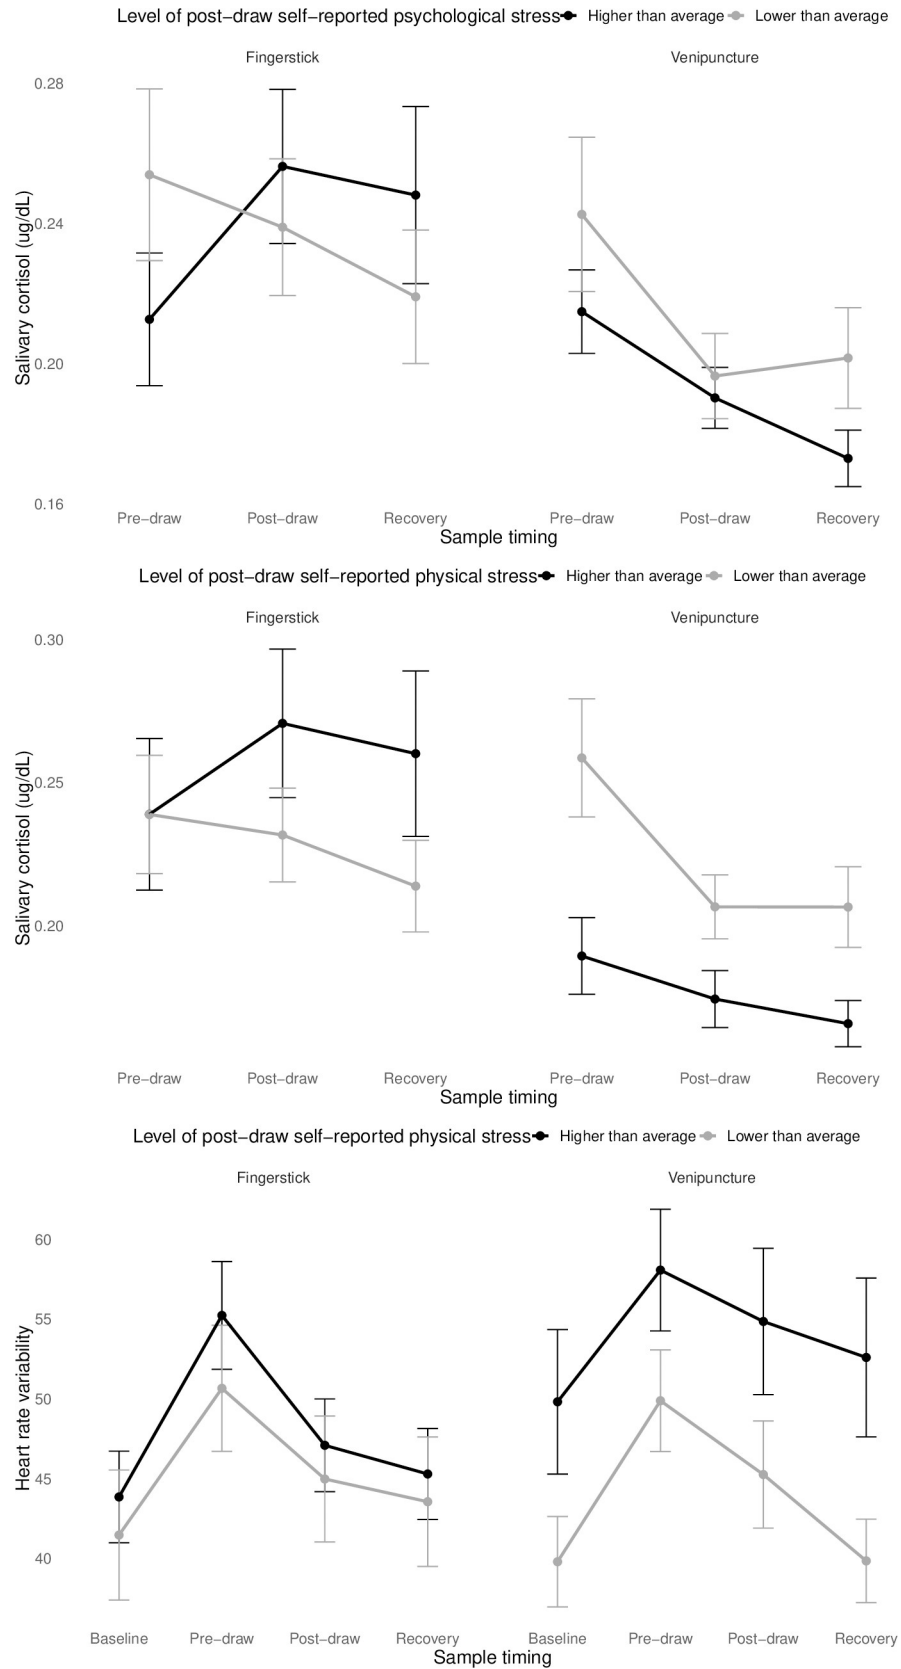 Level of post−draw self−reported psychological stress Higher than average Lower than average
Fingerstick Venipuncture
0.28
0.24
0.20
0.16
Salivary cortisol (ug/dL)
Pre−draw Post−draw Recovery Pre−draw Post−draw Recovery
Sample timing
Level of post−draw self−reported physical stress Higher than average Lower than average
Fingerstick Venipuncture
0.30
0.25
0.20
Salivary cortisol (ug/dL)
Pre−draw Post−draw Recovery Pre−draw Post−draw Recovery
Sample timing
Level of post−draw self−reported physical stress Higher than average Lower than average
Fingerstick Venipuncture
60
55
50
45
40
Heart rate variability
Baseline Pre−draw Post−draw Recovery Baseline Pre−draw Post−draw Recovery
Sample timing